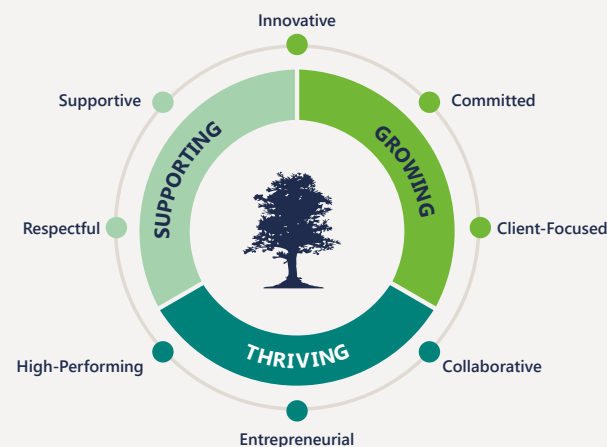 Innovative
Supportive
Committed
SUPPORTING
GROWING
Respectful
Client-Focused
THRIVING
High-Performing
Collaborative
Entrepreneurial